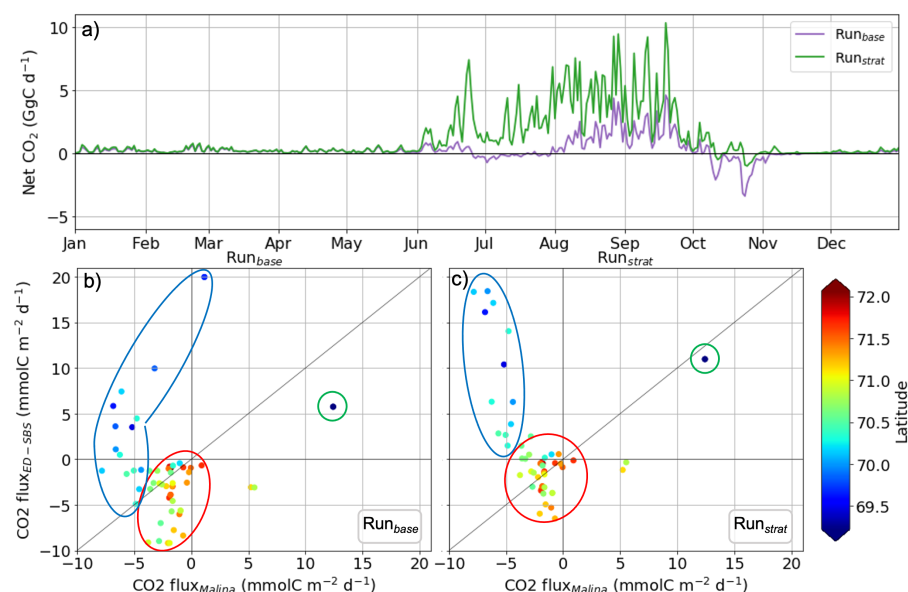 a)
Run_base
Run_strat
Net CO₂ (GgC d⁻¹)
10
5
0
−5
Jan Feb Mar Apr May Jun Jul Aug Sep Oct Nov Dec
Run_base
Run_strat
b)
c)
CO2 flux_ED−SBS (mmolC m⁻² d⁻¹)
20
15
10
5
0
−5
−10
Run_base
Run_strat
−10 −5 0 5 10 15 20
−10 −5 0 5 10 15 20
CO2 flux_Malina (mmolC m⁻² d⁻¹)
CO2 flux_Malina (mmolC m⁻² d⁻¹)
72.0
71.5
71.0
70.5
70.0
69.5
Latitude